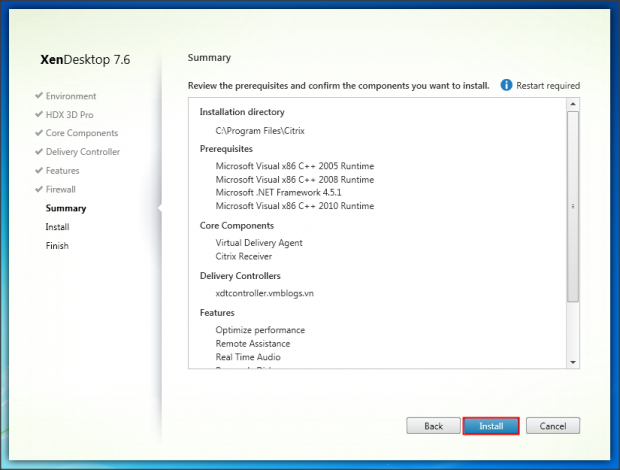 XenDesktop 7.6
Environment
HDX 3D Pro
Core Components
Delivery Controller
Features
Firewall
Summary
Install
Finish
Summary
Review the prerequisites and confirm the components you want to install.
Restart required
Installation directory
C:\Program Files\Citrix
Prerequisites
Microsoft Visual x86 C++ 2005 Runtime
Microsoft Visual x86 C++ 2008 Runtime
Microsoft .NET Framework 4.5.1
Microsoft Visual x86 C++ 2010 Runtime
Core Components
Virtual Delivery Agent
Citrix Receiver
Delivery Controllers
xdtcontroller.vmblogs.vn
Features
Optimize performance
Remote Assistance
Real Time Audio
Back
Install
Cancel